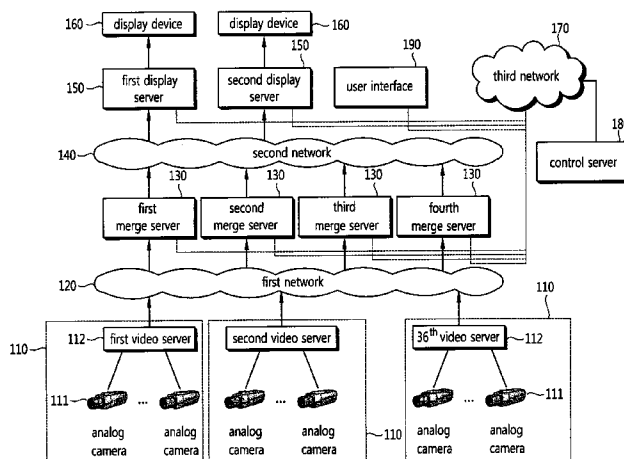 160
display device
display device
160
170
150
190
150
first display
server
second display
server
user interface
third network
180
140
second network
control server
130
130
130
130
first
merge server
second
merge server
third
merge server
fourth
merge server
120
first network
110
110
112
first video server
second video server
36th video server
112
111
...
...
...
111
analog
camera
analog
camera
analog
camera
analog
camera
110
analog
camera
analog
camera